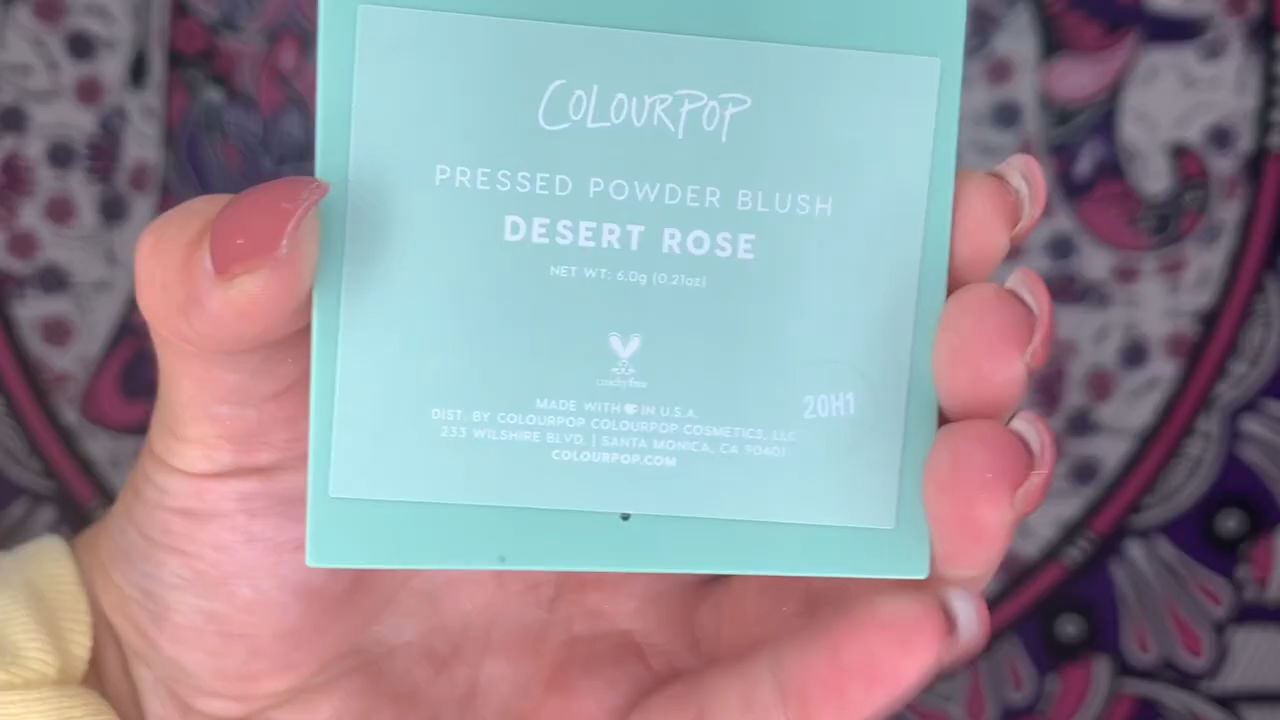 COLOURPOP
PRESSED POWDER BLUSH
DESERT ROSE
NET WT: 6.0g (0.21oz)
crueltyfree
20H1
MADE WITH IN U.S.A.
DIST. BY COLOURPOP COLOURPOP COSMETICS, LLC
233 WILSHIRE BLVD. | SANTA MONICA, CA 90401
COLOURPOP.COM